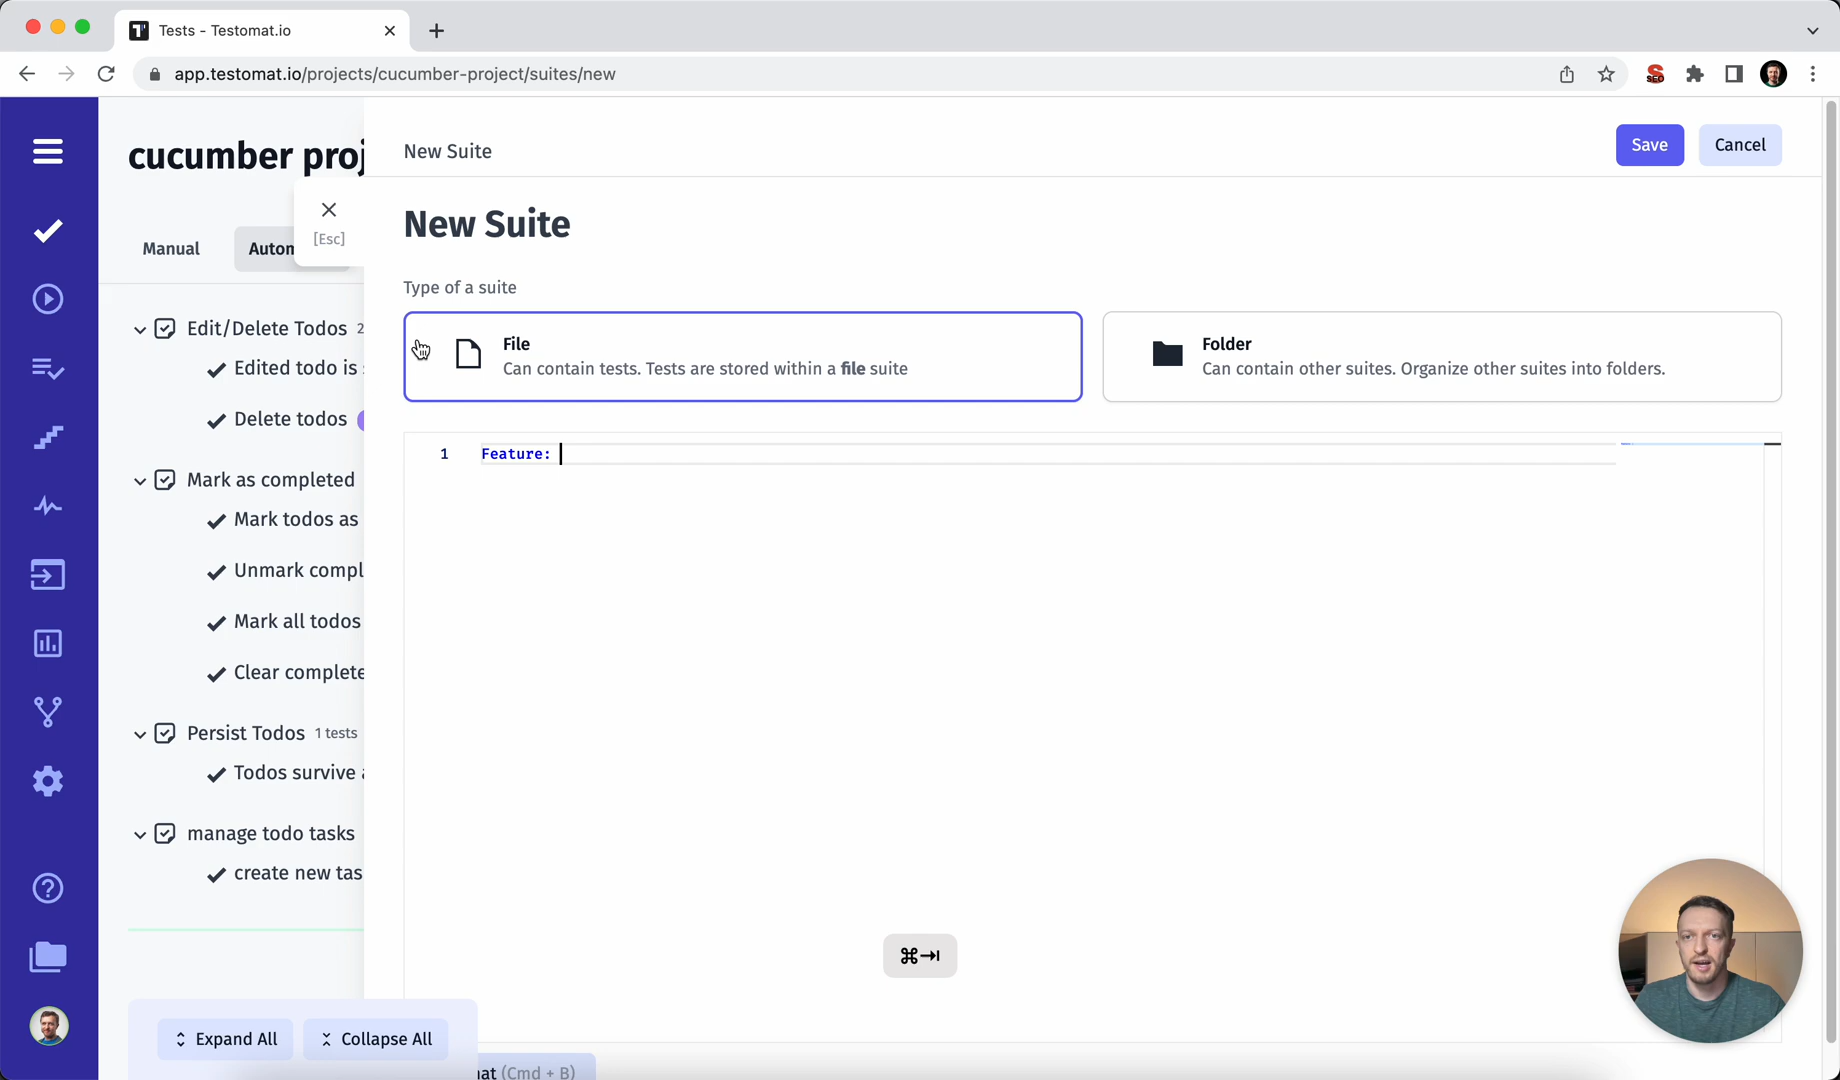 Tests - Testomat.io
app.testomat.io/projects/cucumber-project/suites/new
SEO
cucumber proj
New Suite
Save
Cancel
[Esc]
New Suite
Manual
Autom
Type of a suite
File
Can contain tests. Tests are stored within a file suite
Folder
Can contain other suites. Organize other suites into folders.
Edit/Delete Todos 2
Edited todo is
Delete todos
1 Feature:
Mark as completed
Mark todos as
Unmark compl
Mark all todos
Clear complete
Persist Todos 1 tests
Todos survive a
manage todo tasks
create new tas
⌘⇥
Expand All
Collapse All
nat (Cmd + B)